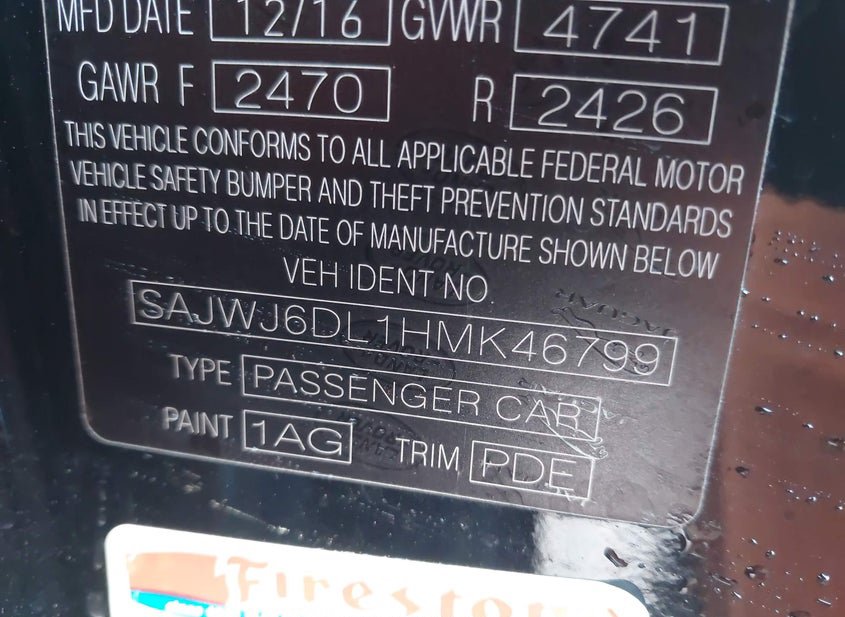 MFD DATE 12/16 GVWR 4741
GAWR F 2470 R 2426
THIS VEHICLE CONFORMS TO ALL APPLICABLE FEDERAL MOTOR
VEHICLE SAFETY BUMPER AND THEFT PREVENTION STANDARDS
IN EFFECT UP TO THE DATE OF MANUFACTURE SHOWN BELOW
VEH IDENT NO
SAJWJ6DL1HMK46799
JAGUAR
TYPE PASSENGER CAR
PAINT 1AG TRIM PDE